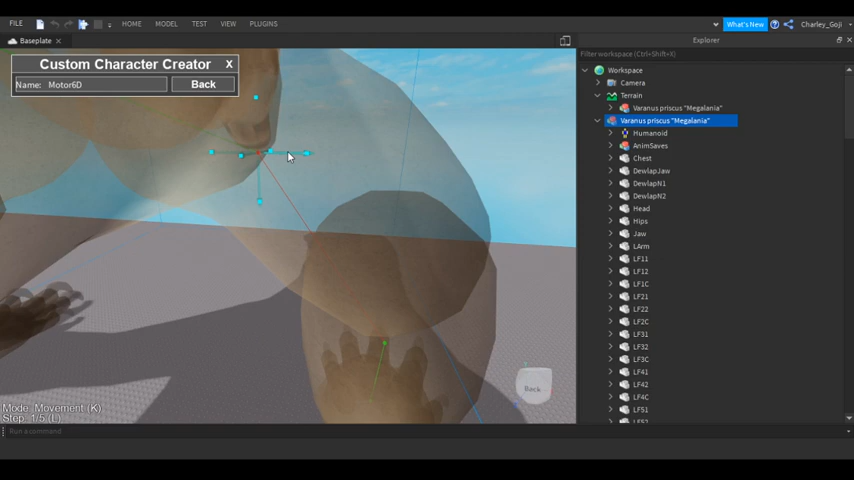 FILE
HOME
MODEL
TEST
VIEW
PLUGINS
What's New
Charley_Goji
Baseplate
Explorer
Custom Character Creator
X
Name: Motor6D
Back
Filter workspace (Ctrl+Shift+X)
Workspace
Camera
Terrain
Varanus priscus "Megalania"
Varanus priscus "Megalania"
Humanoid
AnimSaves
Chest
DewlapJaw
DewlapN1
DewlapN2
Head
Hips
Jaw
LArm
LF11
LF12
LF1C
LF21
LF22
LF2C
LF31
LF32
LF3C
LF41
LF42
LF4C
LF51
LF52
Back
Mode: Movement (K)
Step: 1/5 (L)
Run a command